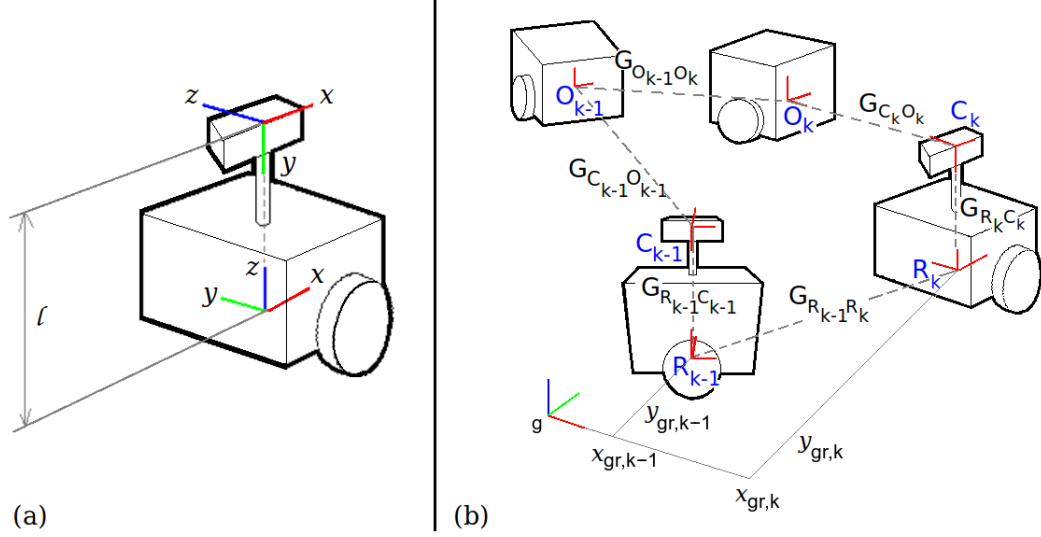 z
x
y
z
x
y
l
(a)
G_{O_{k-1}O_k}
O_{k-1}
O_k
G_{C_kO_k}
C_k
G_{C_{k-1}O_{k-1}}
C_{k-1}
G_{R_kC_k}
R_k
G_{R_{k-1}C_{k-1}}
G_{R_{k-1}R_k}
R_{k-1}
g
y_{gr,k−1}
x_{gr,k−1}
y_{gr,k}
x_{gr,k}
(b)